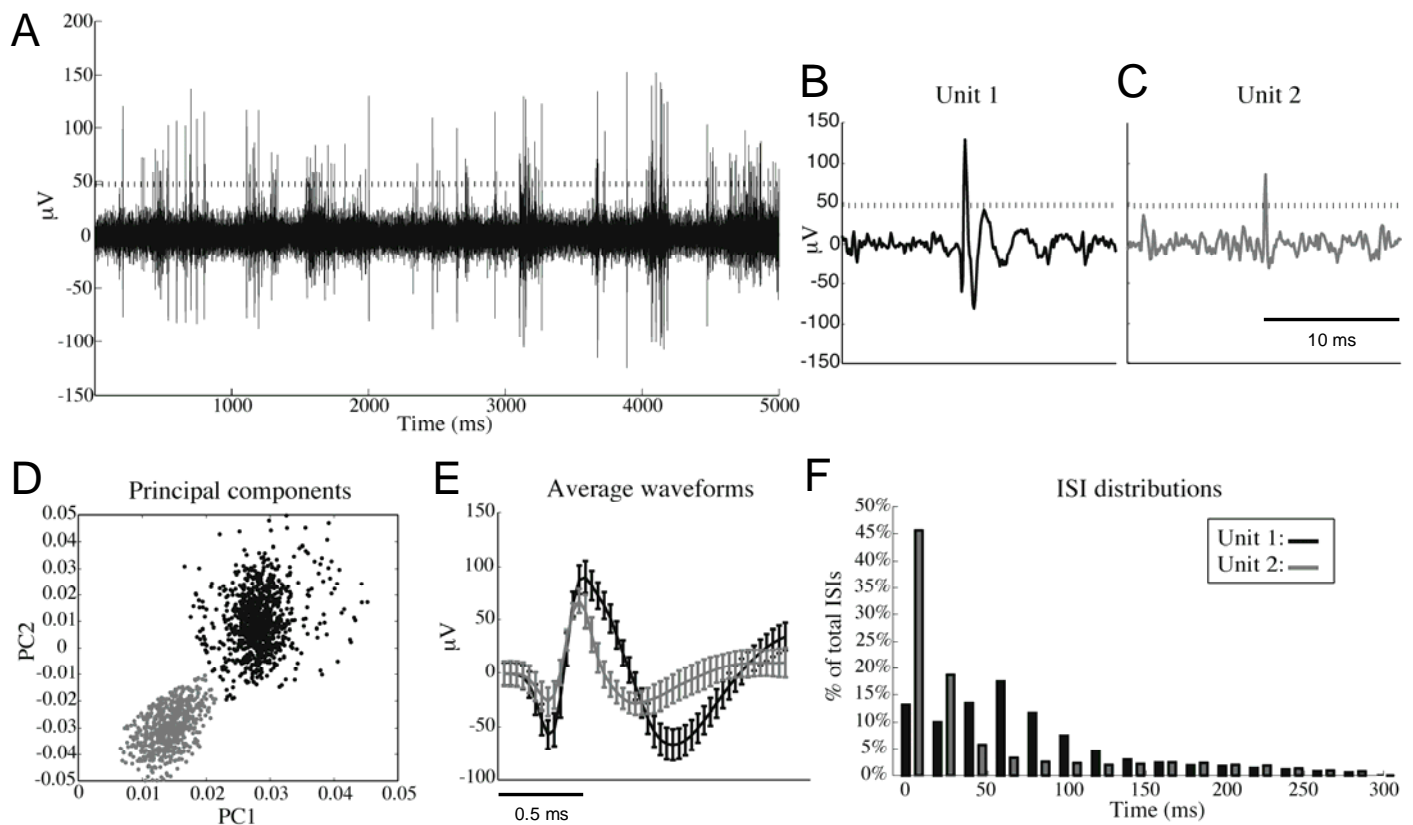 A
200
150
100
50
0
-50
-100
-150
μV
1000
2000
3000
4000
5000
Time (ms)
B
Unit 1
150
100
50
0
-50
-100
-150
μV
C
Unit 2
10 ms
D
Principal components
0.05
0.04
0.03
0.02
0.01
0
-0.01
-0.02
-0.03
-0.04
-0.05
PC2
0
0.01
0.02
0.03
0.04
0.05
PC1
E
Average waveforms
150
100
50
0
-50
-100
μV
0.5 ms
F
ISI distributions
50%
45%
40%
35%
30%
25%
20%
15%
10%
5%
0%
% of total ISIs
Unit 1:
Unit 2:
0
50
100
150
200
250
300
Time (ms)